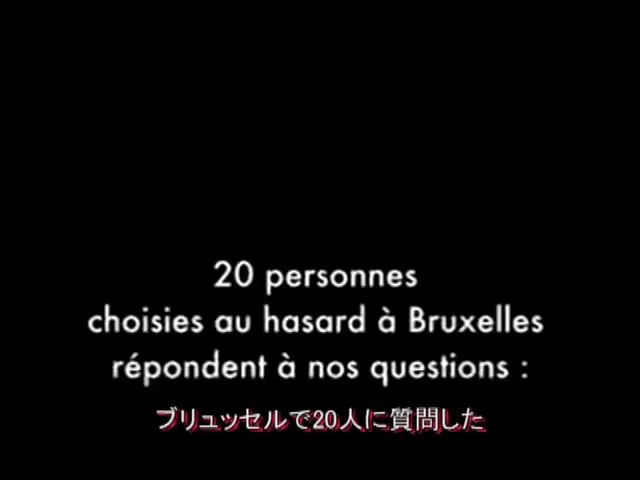 20 personnes
choisies au hasard à Bruxelles
répondent à nos questions :
ブリュッセルで20人に質問した